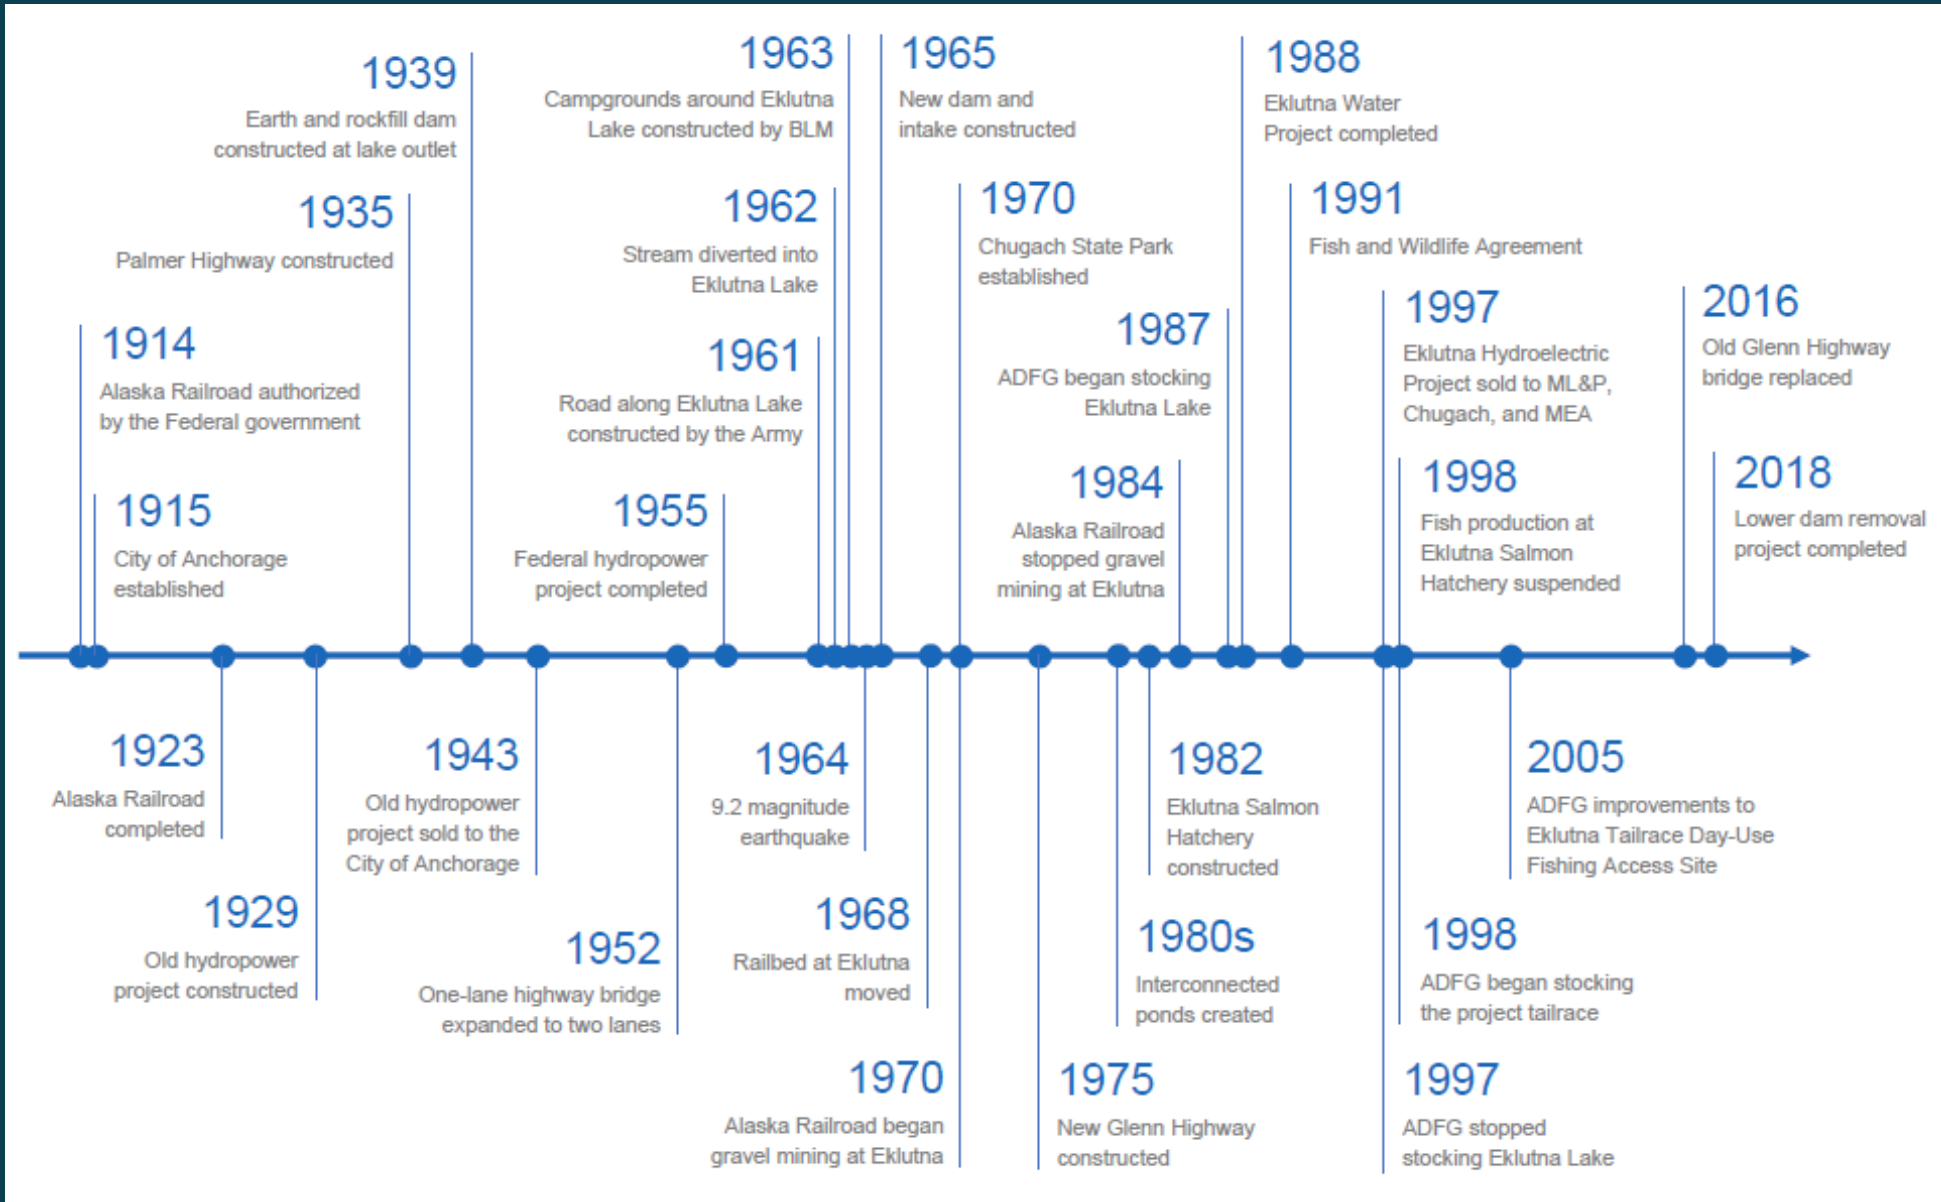 1914
Alaska Railroad authorized
by the Federal government
1915
City of Anchorage
established
1923
Alaska Railroad
completed
1929
Old hydropower
project constructed
1935
Palmer Highway constructed
1939
Earth and rockfill dam
constructed at lake outlet
1943
Old hydropower
project sold to the
City of Anchorage
1952
One-lane highway bridge
expanded to two lanes
1955
Federal hydropower
project completed
1961
Road along Eklutna Lake
constructed by the Army
1962
Stream diverted into
Eklutna Lake
1963
Campgrounds around Eklutna
Lake constructed by BLM
1964
9.2 magnitude
earthquake
1965
New dam and
intake constructed
1968
Railbed at Eklutna
moved
1970
Chugach State Park
established
1970
Alaska Railroad began
gravel mining at Eklutna
1975
New Glenn Highway
constructed
1980s
Interconnected
ponds created
1982
Eklutna Salmon
Hatchery
constructed
1984
Alaska Railroad
stopped gravel
mining at Eklutna
1987
ADFG began stocking
Eklutna Lake
1988
Eklutna Water
Project completed
1991
Fish and Wildlife Agreement
1997
Eklutna Hydroelectric
Project sold to ML&P,
Chugach, and MEA
1997
ADFG stopped
stocking Eklutna Lake
1998
Fish production at
Eklutna Salmon
Hatchery suspended
1998
ADFG began stocking
the project tailrace
2005
ADFG improvements to
Eklutna Tailrace Day-Use
Fishing Access Site
2016
Old Glenn Highway
bridge replaced
2018
Lower dam removal
project completed